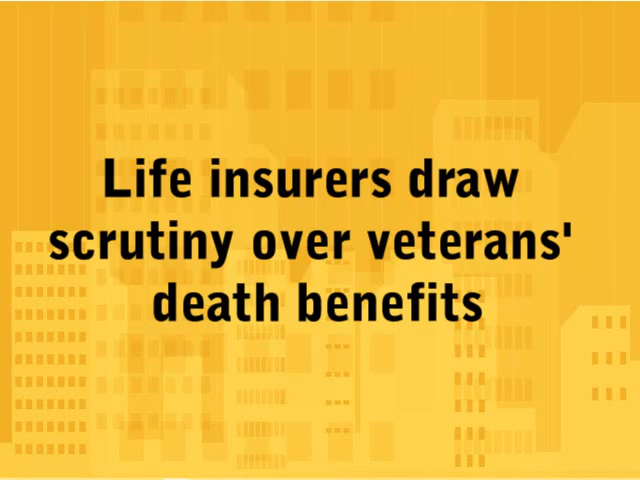 Life insurers draw
scrutiny over veterans'
death benefits